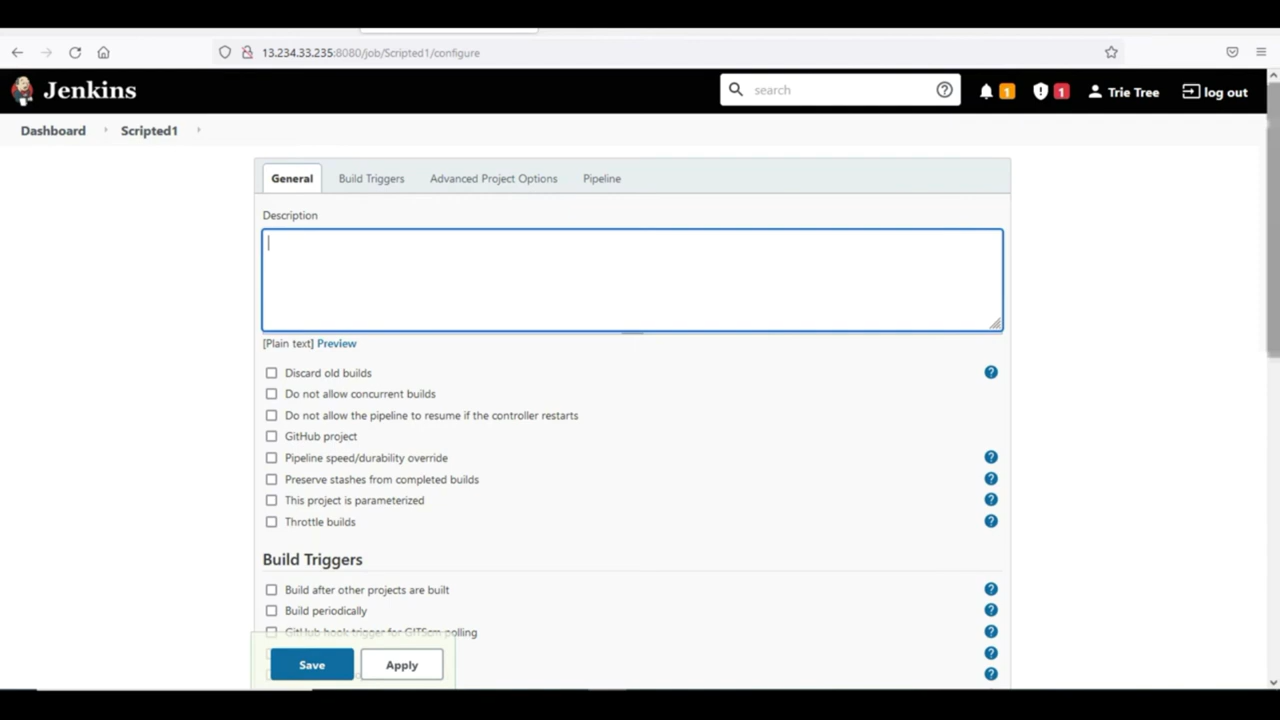 13.234.33.235:8080/job/Scripted1/configure
Jenkins
search
1
1
Trie Tree
log out
Dashboard
Scripted1
General
Build Triggers
Advanced Project Options
Pipeline
Description
[Plain text] Preview
Discard old builds
Do not allow concurrent builds
Do not allow the pipeline to resume if the controller restarts
GitHub project
Pipeline speed/durability override
Preserve stashes from completed builds
This project is parameterized
Throttle builds
Build Triggers
Build after other projects are built
Build periodically
GitHub hook trigger for GITScm polling
Save
Apply